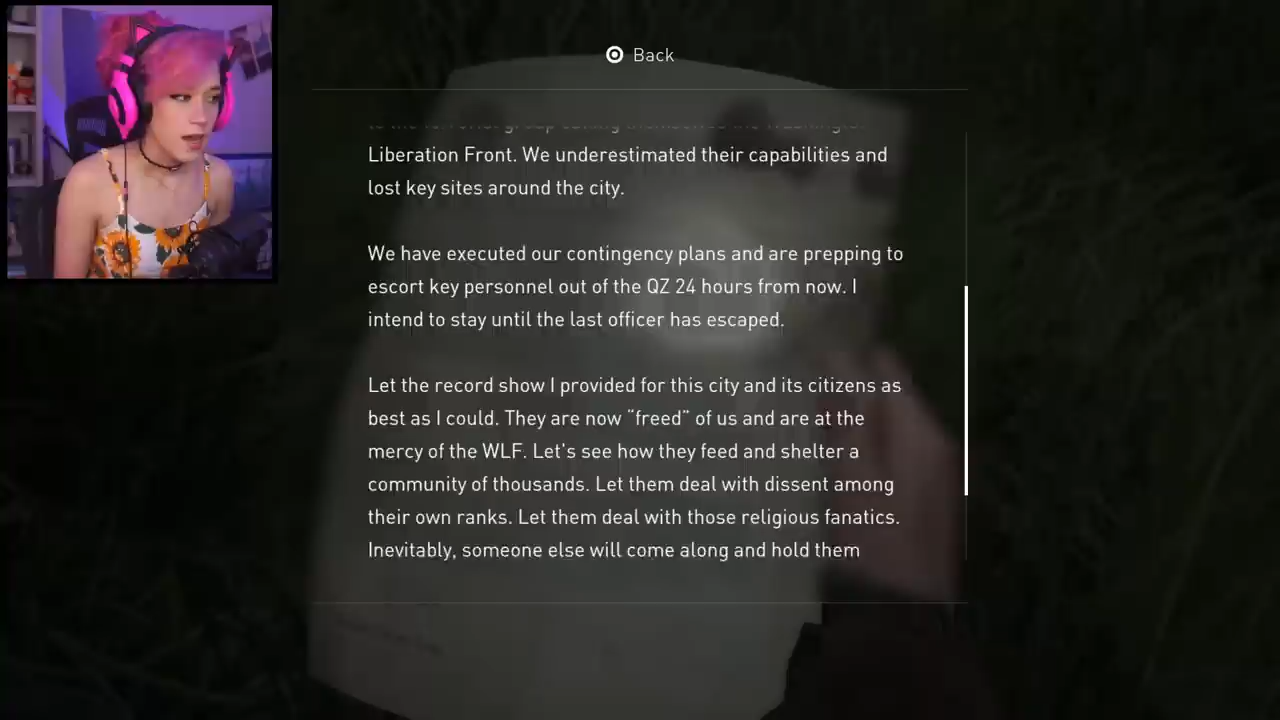 Back
Liberation Front. We underestimated their capabilities and
lost key sites around the city.
We have executed our contingency plans and are prepping to
escort key personnel out of the QZ 24 hours from now. I
intend to stay until the last officer has escaped.
Let the record show I provided for this city and its citizens as
best as I could. They are now “freed” of us and are at the
mercy of the WLF. Let's see how they feed and shelter a
community of thousands. Let them deal with dissent among
their own ranks. Let them deal with those religious fanatics.
Inevitably, someone else will come along and hold them